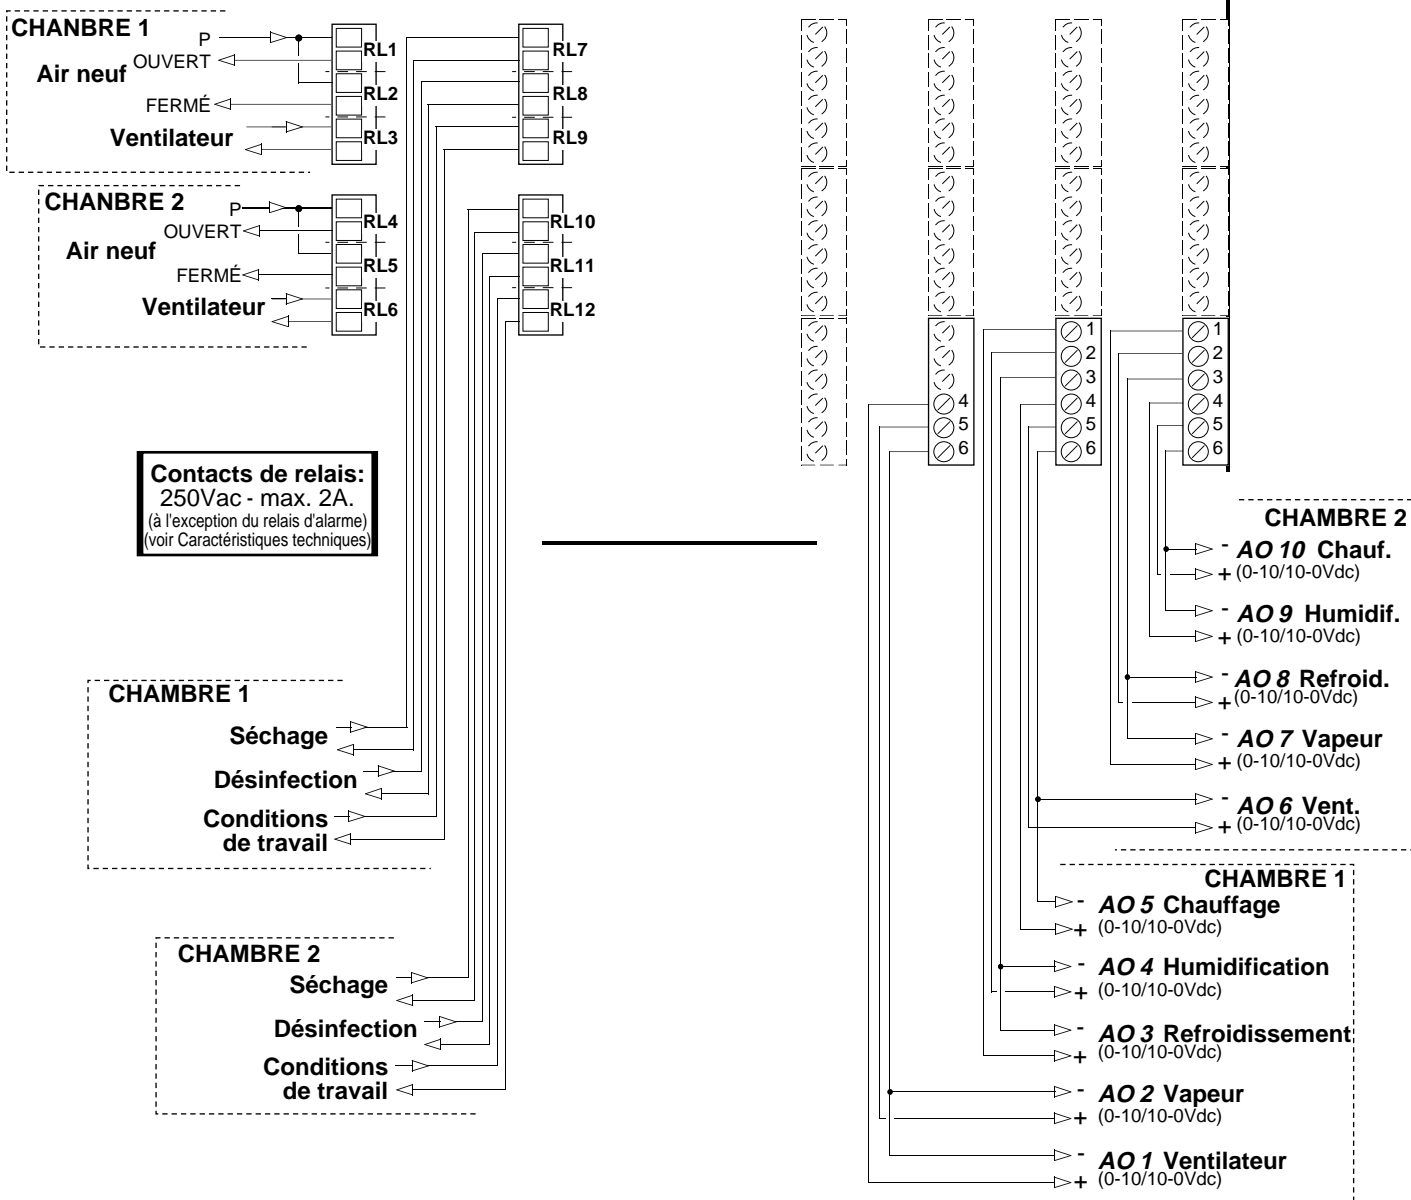 CHANBRE 1
P
OUVERT
Air neuf
FERMÉ
Ventilateur
RL1
RL2
RL3
RL7
RL8
RL9
CHANBRE 2
P
OUVERT
Air neuf
FERMÉ
Ventilateur
RL4
RL5
RL6
RL10
RL11
RL12
4
5
6
1
2
3
4
5
6
1
2
3
4
5
6
Contacts de relais:
250Vac - max. 2A.
(à l'exception du relais d'alarme)
(voir Caractéristiques techniques)
CHAMBRE 2
- AO 10 Chauf.
+ (0-10/10-0Vdc)
- AO 9 Humidif.
+ (0-10/10-0Vdc)
- AO 8 Refroid.
+ (0-10/10-0Vdc)
- AO 7 Vapeur
+ (0-10/10-0Vdc)
- AO 6 Vent.
+ (0-10/10-0Vdc)
CHAMBRE 1
Séchage
Désinfection
Conditions
de travail
CHAMBRE 1
- AO 5 Chauffage
+ (0-10/10-0Vdc)
- AO 4 Humidification
+ (0-10/10-0Vdc)
- AO 3 Refroidissement
+ (0-10/10-0Vdc)
- AO 2 Vapeur
+ (0-10/10-0Vdc)
- AO 1 Ventilateur
+ (0-10/10-0Vdc)
CHAMBRE 2
Séchage
Désinfection
Conditions
de travail